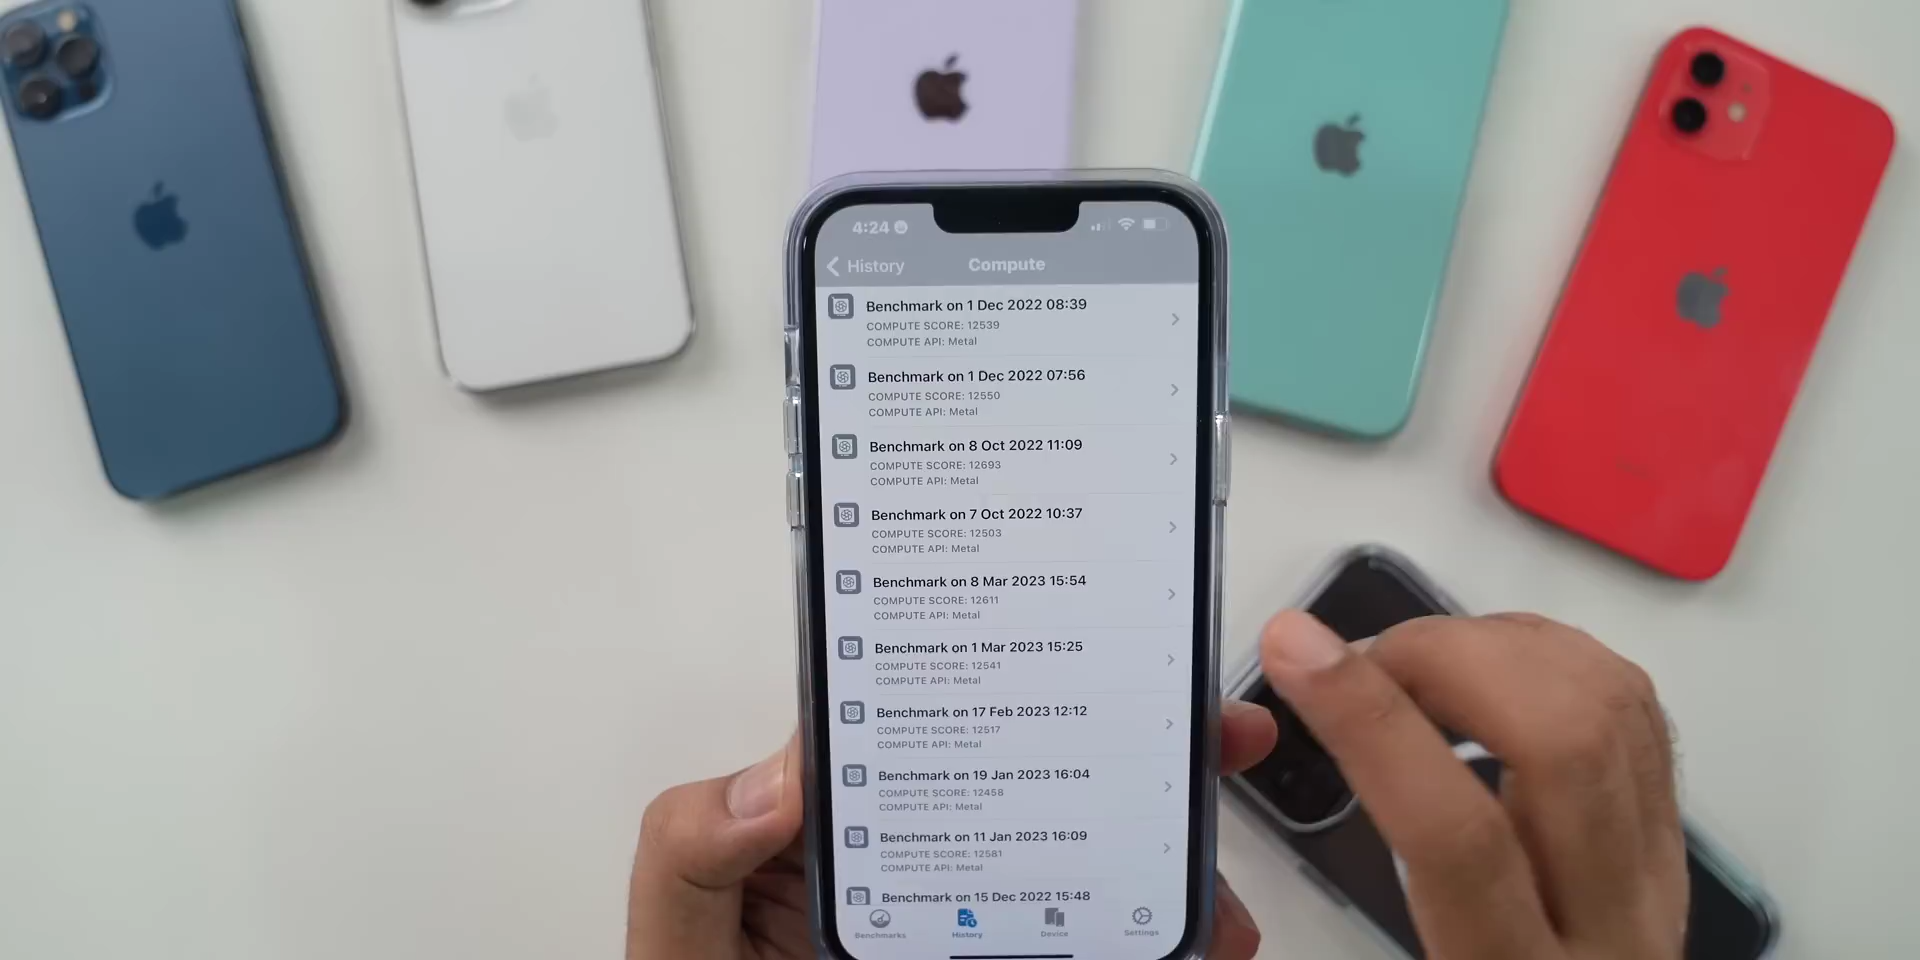 4:24
History
Compute
Benchmark on 1 Dec 2022 08:39
COMPUTE SCORE: 12539
COMPUTE API: Metal
Benchmark on 1 Dec 2022 07:56
COMPUTE SCORE: 12550
COMPUTE API: Metal
Benchmark on 8 Oct 2022 11:09
COMPUTE SCORE: 12693
COMPUTE API: Metal
Benchmark on 7 Oct 2022 10:37
COMPUTE SCORE: 12503
COMPUTE API: Metal
Benchmark on 8 Mar 2023 15:54
COMPUTE SCORE: 12611
COMPUTE API: Metal
Benchmark on 1 Mar 2023 15:25
COMPUTE SCORE: 12541
COMPUTE API: Metal
Benchmark on 17 Feb 2023 12:12
COMPUTE SCORE: 12517
COMPUTE API: Metal
Benchmark on 19 Jan 2023 16:04
COMPUTE SCORE: 12458
COMPUTE API: Metal
Benchmark on 11 Jan 2023 16:09
COMPUTE SCORE: 12581
COMPUTE API: Metal
Benchmark on 15 Dec 2022 15:48
Benchmarks
History
Device
Settings